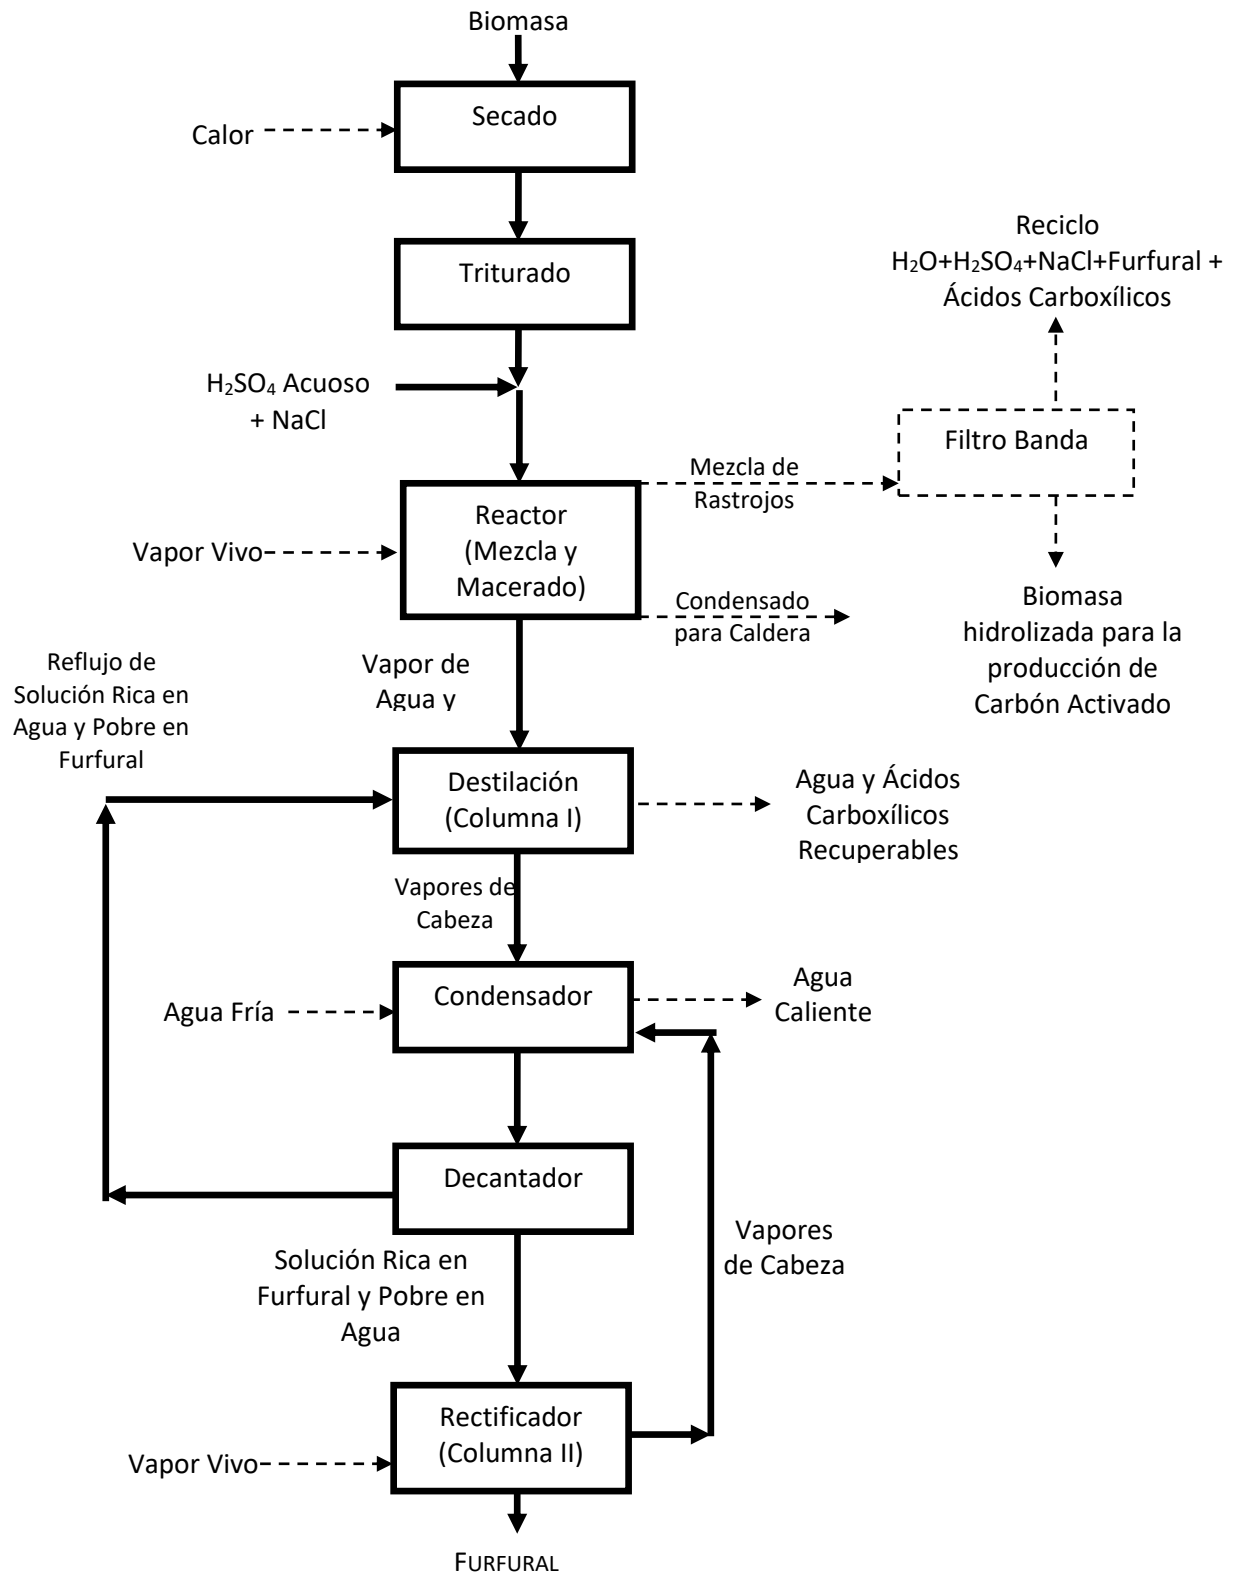 Biomasa
Secado
Calor
Triturado
Reciclo
H₂O+H₂SO₄+NaCl+Furfural +
Ácidos Carboxílicos
H₂SO₄ Acuoso
+ NaCl
Filtro Banda
Mezcla de
Rastrojos
Reactor
(Mezcla y
Macerado)
Vapor Vivo
Condensado
para Caldera
Biomasa
hidrolizada para la
producción de
Carbón Activado
Vapor de
Agua y
Reflujo de
Solución Rica en
Agua y Pobre en
Furfural
Destilación
(Columna I)
Agua y Ácidos
Carboxílicos
Recuperables
Vapores de
Cabeza
Condensador
Agua Fría
Agua
Caliente
Decantador
Vapores
de Cabeza
Solución Rica en
Furfural y Pobre en
Agua
Rectificador
(Columna II)
Vapor Vivo
FURFURAL